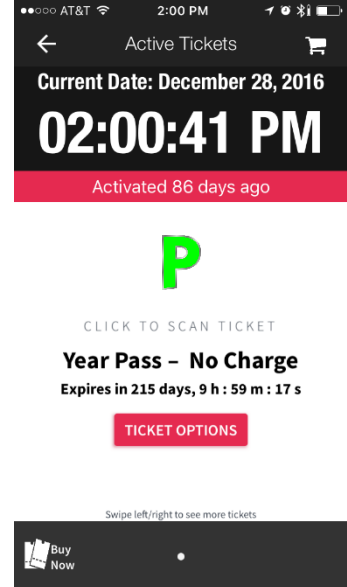 AT&T 2:00 PM
Active Tickets
Current Date: December 28, 2016
02:00:41 PM
Activated 86 days ago
P
CLICK TO SCAN TICKET
Year Pass – No Charge
Expires in 215 days, 9 h : 59 m : 17 s
TICKET OPTIONS
Swipe left/right to see more tickets
Buy
Now